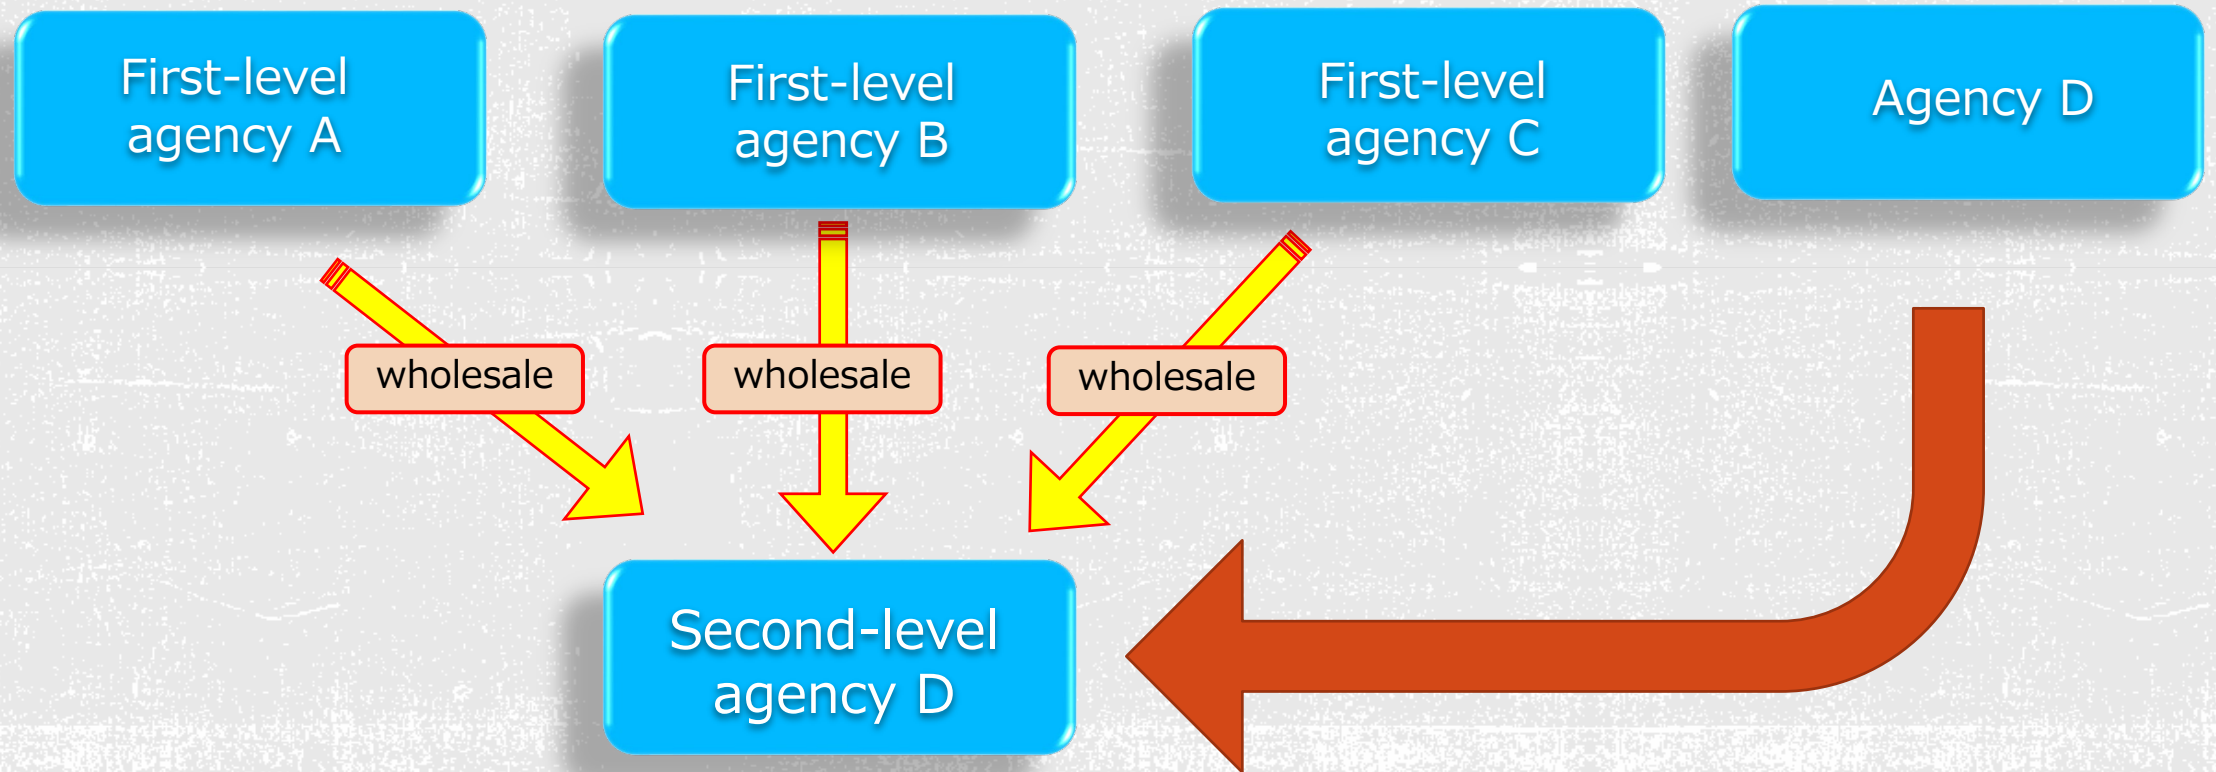 First-level
agency A
First-level
agency B
First-level
agency C
Agency D
wholesale
wholesale
wholesale
Second-level
agency D